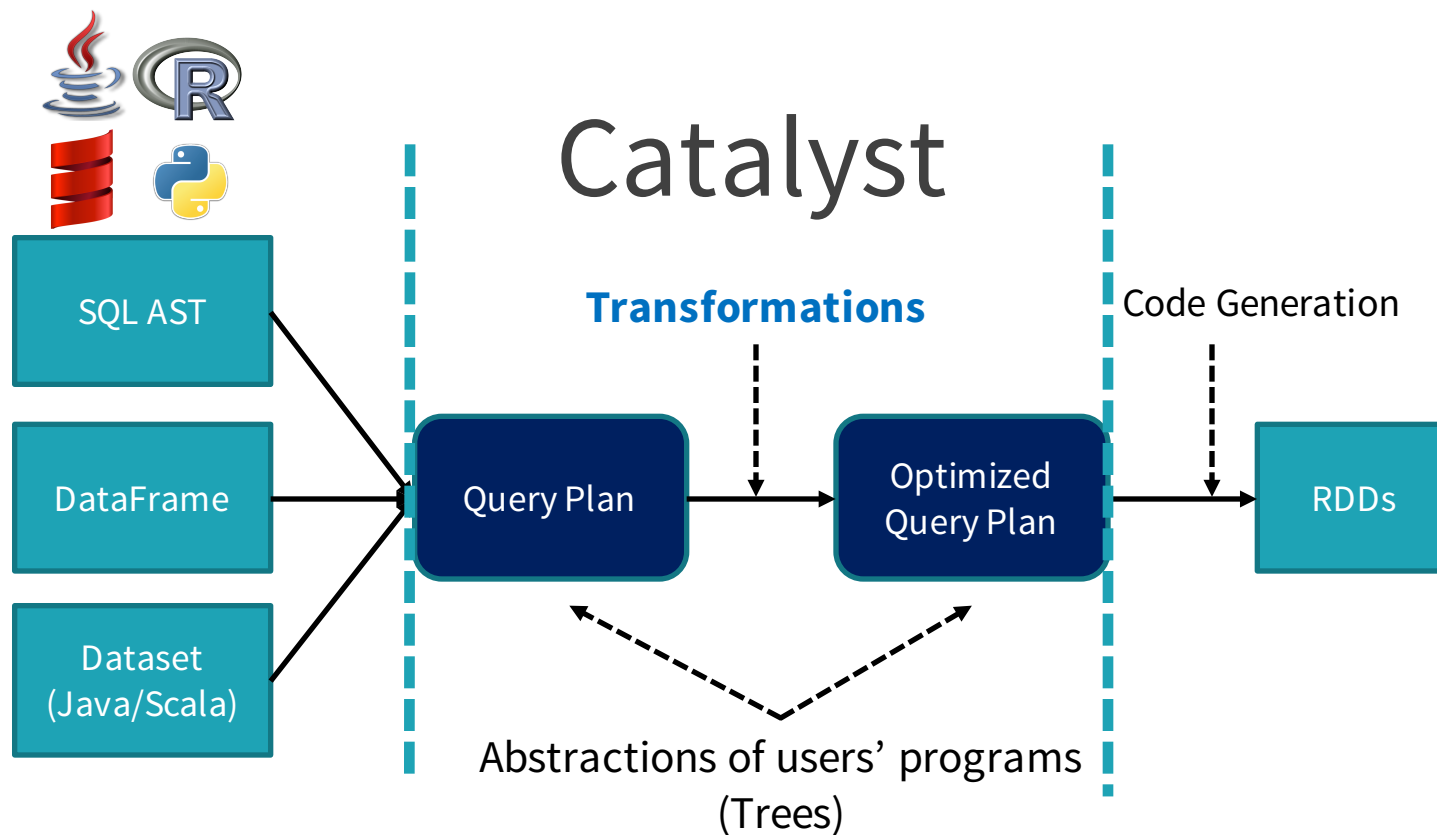 R
Catalyst
SQL AST
Transformations
Code Generation
DataFrame
Query Plan
Optimized
Query Plan
RDDs
Dataset
(Java/Scala)
Abstractions of users’ programs
(Trees)